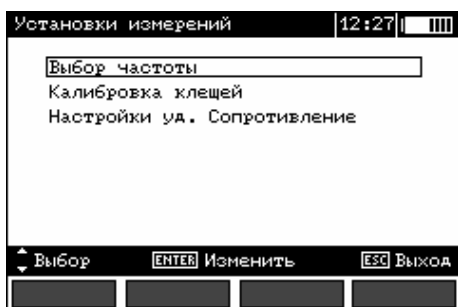 Установки измерений 12:27
Выбор частоты
Калибровка клещей
Настройки уд. Сопротивление
Выбор ENTER Изменить ESC Выход